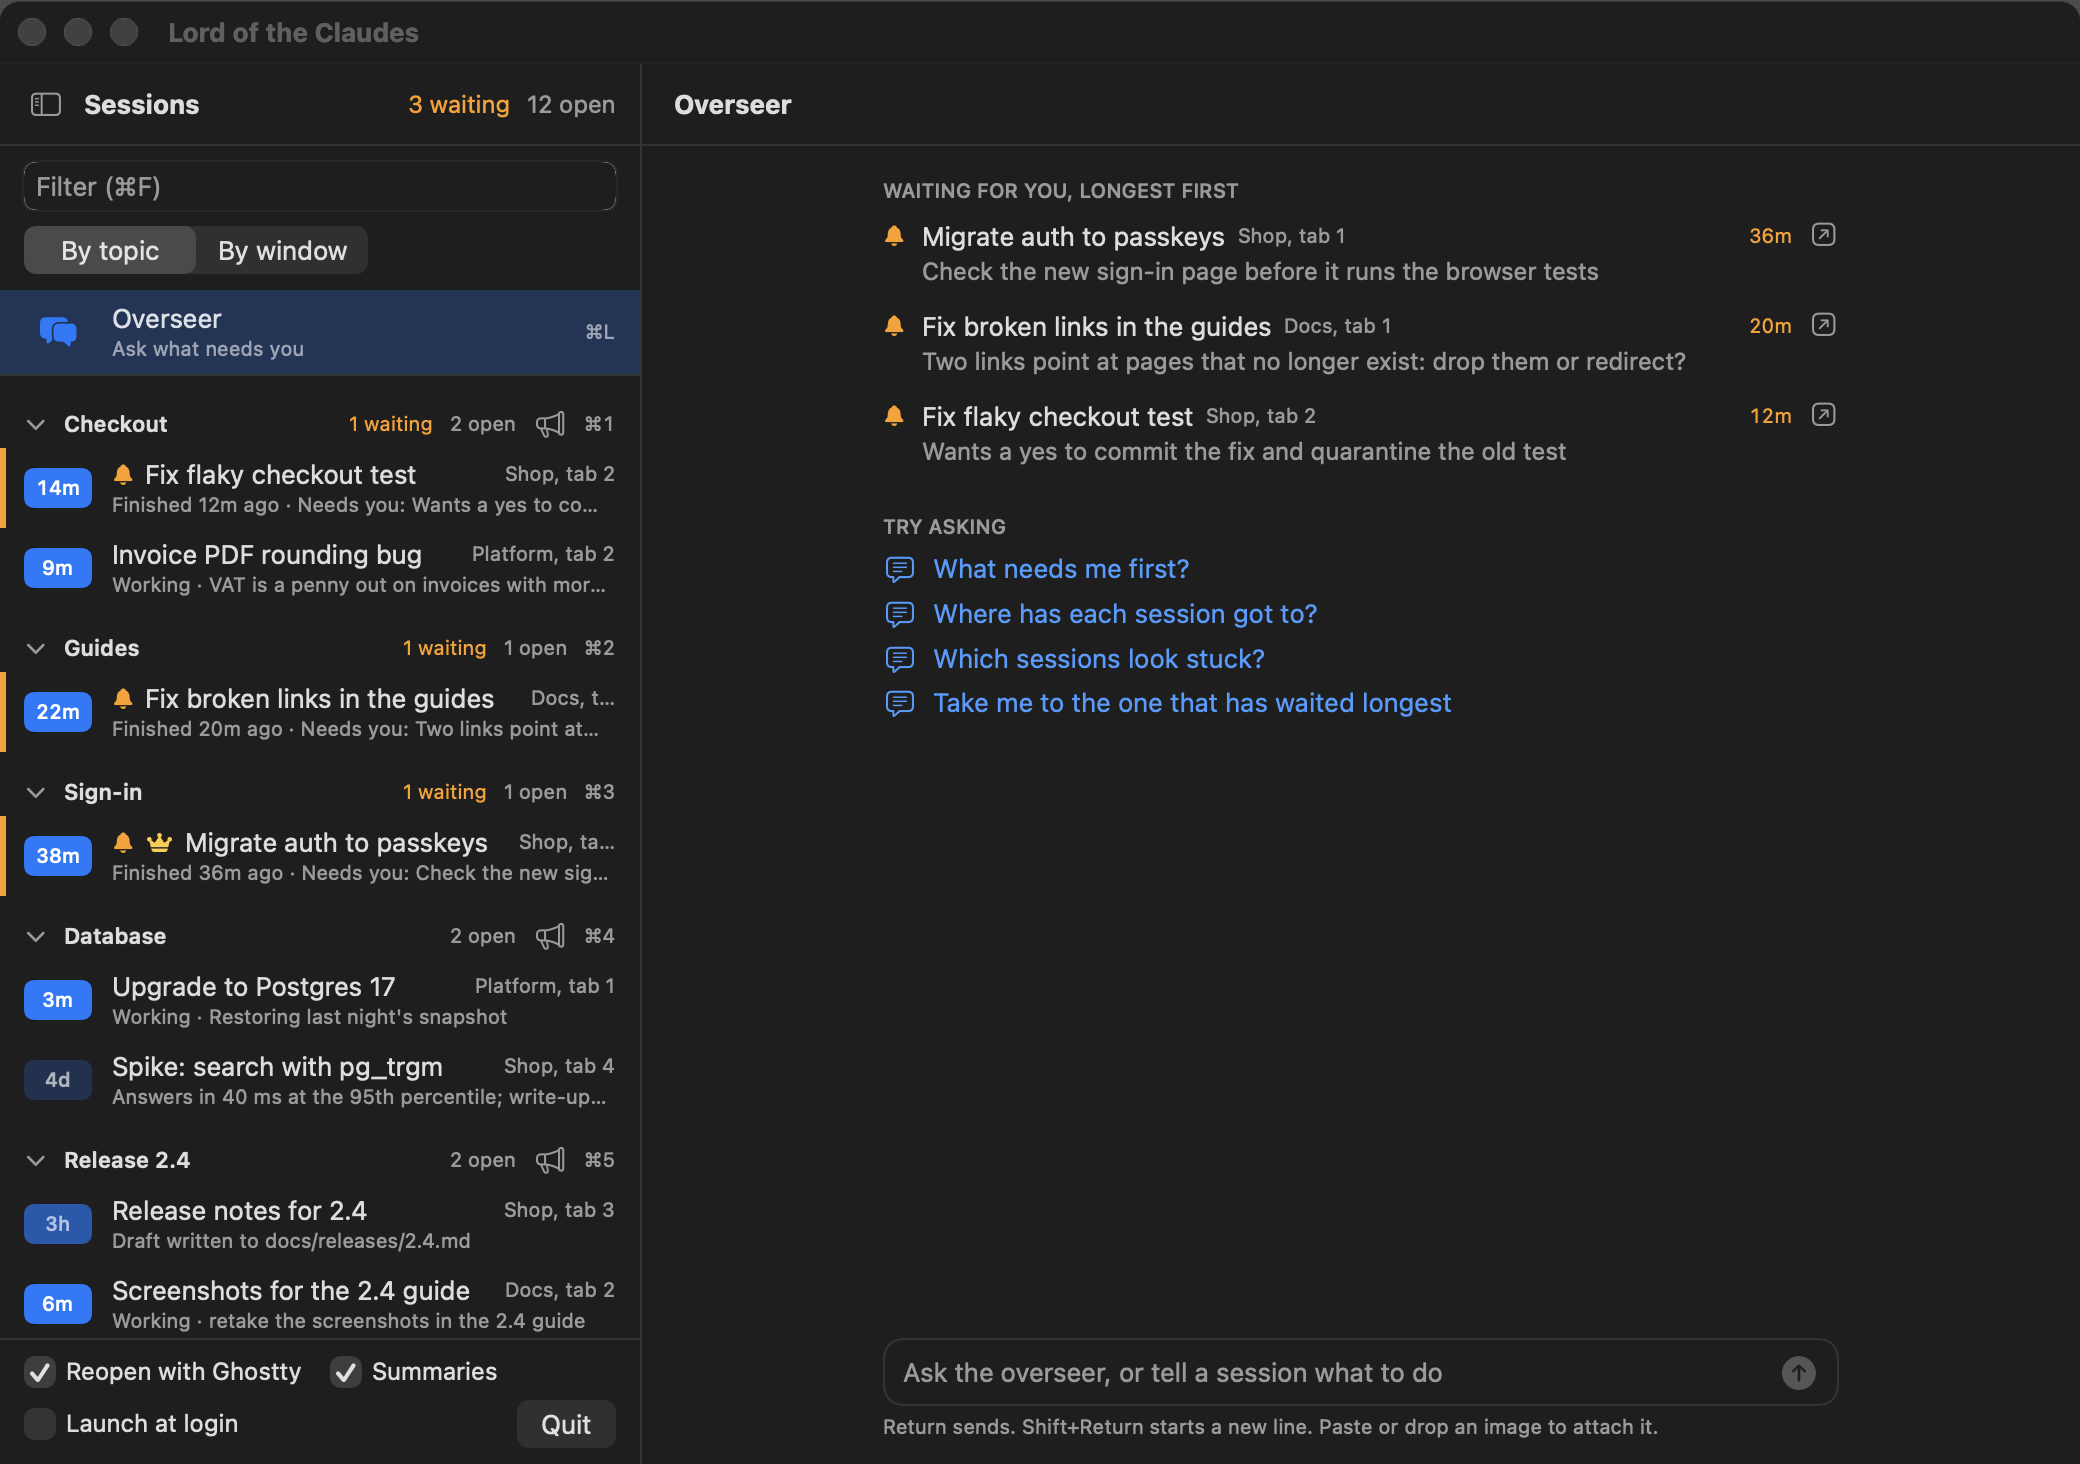 Lord of the Claudes
Sessions 3 waiting 12 open
Filter (⌘F)
By topic By window
Overseer ⌘L
Ask what needs you
Checkout 1 waiting 2 open ⌘1
14m Fix flaky checkout test Shop, tab 2
Finished 12m ago · Needs you: Wants a yes to co...
9m Invoice PDF rounding bug Platform, tab 2
Working · VAT is a penny out on invoices with mor...
Guides 1 waiting 1 open ⌘2
22m Fix broken links in the guides Docs, t...
Finished 20m ago · Needs you: Two links point at...
Sign-in 1 waiting 1 open ⌘3
38m Migrate auth to passkeys Shop, ta...
Finished 36m ago · Needs you: Check the new sig...
Database 2 open ⌘4
3m Upgrade to Postgres 17 Platform, tab 1
Working · Restoring last night's snapshot
4d Spike: search with pg_trgm Shop, tab 4
Answers in 40 ms at the 95th percentile; write-up...
Release 2.4 2 open ⌘5
3h Release notes for 2.4 Shop, tab 3
Draft written to docs/releases/2.4.md
6m Screenshots for the 2.4 guide Docs, tab 2
Working · retake the screenshots in the 2.4 guide
Reopen with Ghostty Summaries
Launch at login Quit
Overseer
WAITING FOR YOU, LONGEST FIRST
Migrate auth to passkeys Shop, tab 1 36m
Check the new sign-in page before it runs the browser tests
Fix broken links in the guides Docs, tab 1 20m
Two links point at pages that no longer exist: drop them or redirect?
Fix flaky checkout test Shop, tab 2 12m
Wants a yes to commit the fix and quarantine the old test
TRY ASKING
What needs me first?
Where has each session got to?
Which sessions look stuck?
Take me to the one that has waited longest
Ask the overseer, or tell a session what to do
Return sends. Shift+Return starts a new line. Paste or drop an image to attach it.